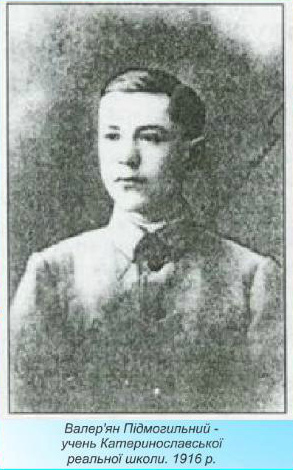 Валер'ян Підмогильний -
учень Катеринославської
реальної школи. 1916 р.